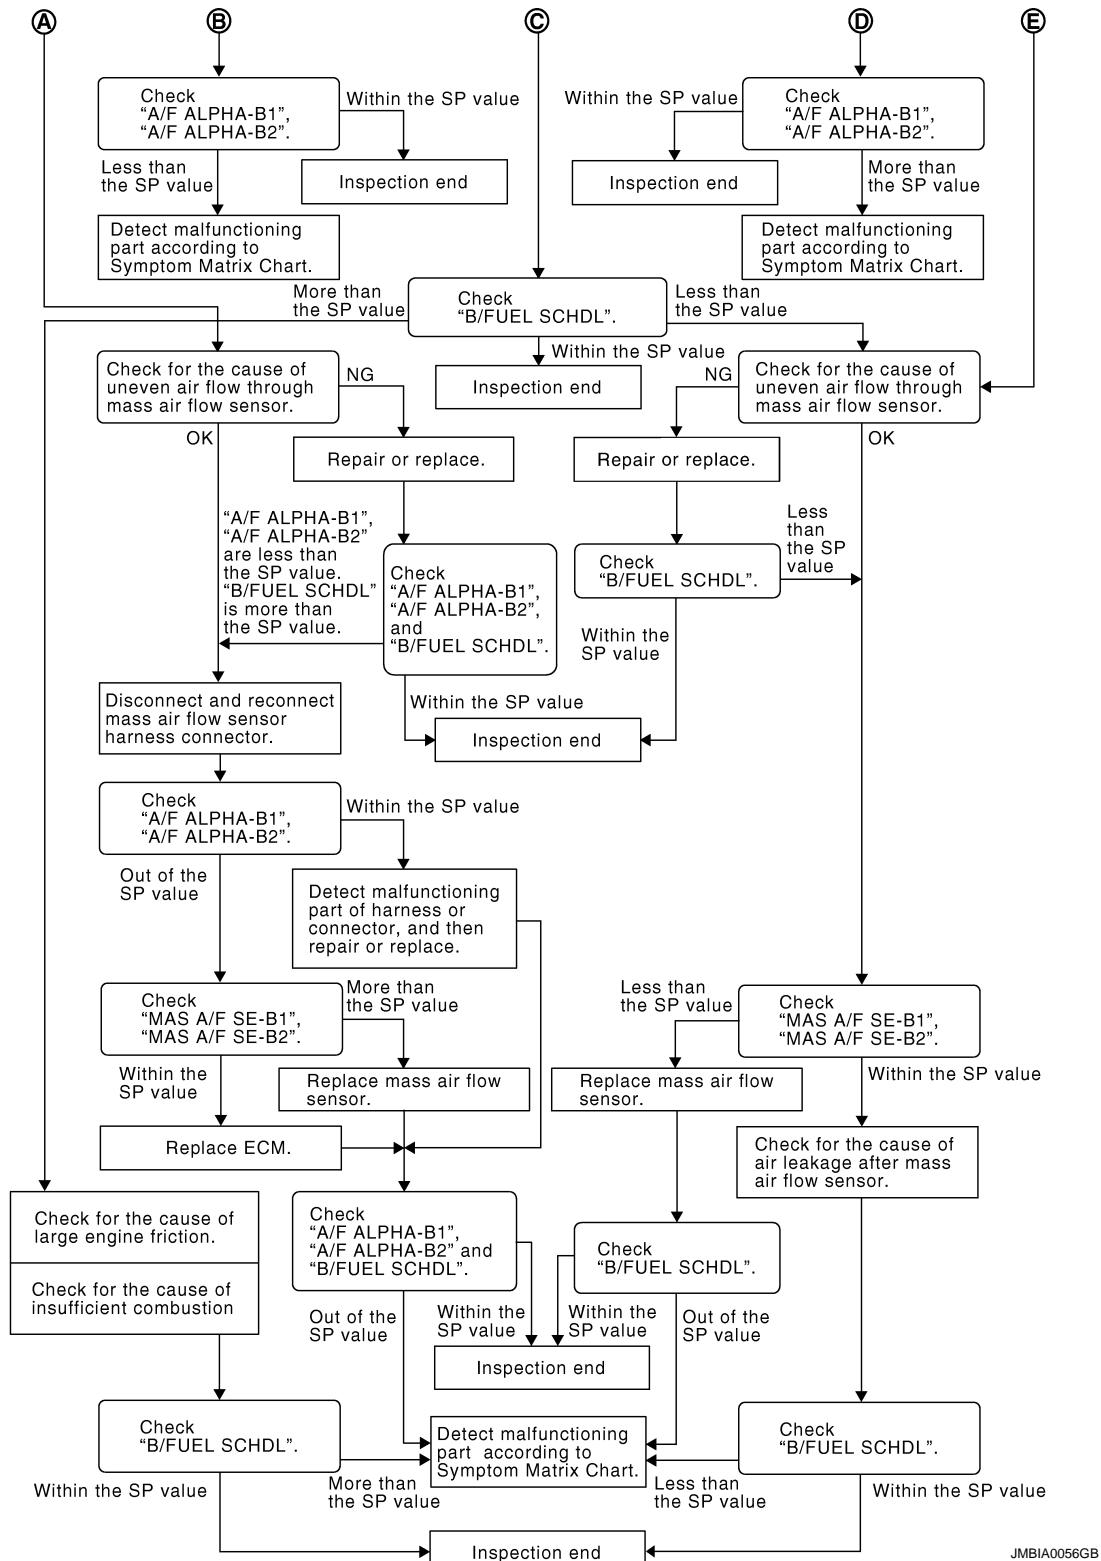 A
B
C
D
E
Check
“A/F ALPHA-B1”,
“A/F ALPHA-B2”.
Within the SP value
Less than
the SP value
Inspection end
Detect malfunctioning
part according to
Symptom Matrix Chart.
Within the SP value
Check
“A/F ALPHA-B1”,
“A/F ALPHA-B2”.
Inspection end
More than
the SP value
Detect malfunctioning
part according to
Symptom Matrix Chart.
More than
the SP value
Check
“B/FUEL SCHDL”.
Less than
the SP value
Within the SP value
Inspection end
Check for the cause of
uneven air flow through
mass air flow sensor.
NG
OK
Repair or replace.
NG
Check for the cause of
uneven air flow through
mass air flow sensor.
OK
Repair or replace.
“A/F ALPHA-B1”,
“A/F ALPHA-B2”
are less than
the SP value.
“B/FUEL SCHDL”
is more than
the SP value.
Check
“A/F ALPHA-B1”,
“A/F ALPHA-B2”,
and
“B/FUEL SCHDL”.
Check
“B/FUEL SCHDL”.
Less
than
the SP
value
Within the
SP value
Within the SP value
Inspection end
Disconnect and reconnect
mass air flow sensor
harness connector.
Check
“A/F ALPHA-B1”,
“A/F ALPHA-B2”.
Within the SP value
Out of the
SP value
Detect malfunctioning
part of harness or
connector, and then
repair or replace.
Check
“MAS A/F SE-B1”,
“MAS A/F SE-B2”.
More than
the SP value
Within the
SP value
Replace mass air flow
sensor.
Replace ECM.
Less than
the SP value
Check
“MAS A/F SE-B1”,
“MAS A/F SE-B2”.
Replace mass air flow
sensor.
Within the SP value
Check for the cause of
air leakage after mass
air flow sensor.
Check for the cause of
large engine friction.
Check for the cause of
insufficient combustion
Check
“A/F ALPHA-B1”,
“A/F ALPHA-B2” and
“B/FUEL SCHDL”.
Check
“B/FUEL SCHDL”.
Out of the
SP value
Within the
SP value
Within the
SP value
Out of the
SP value
Inspection end
Check
“B/FUEL SCHDL”.
Detect malfunctioning
part  according to
Symptom Matrix Chart.
Check
“B/FUEL SCHDL”.
Within the SP value
More than
the SP value
Less than
the SP value
Within the SP value
Inspection end
JMBIA0056GB